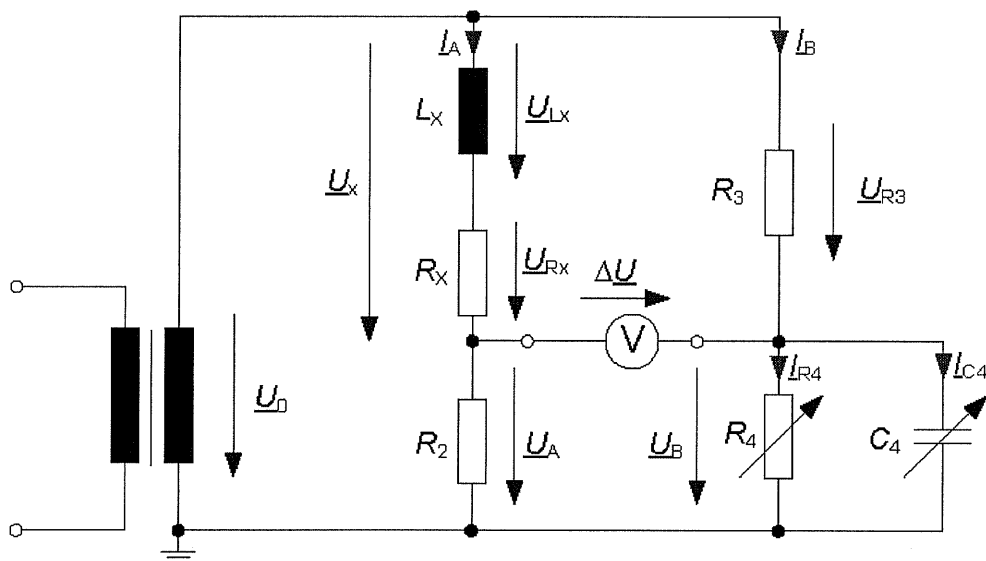 I_A
I_B
L_X
U_Lx
U_x
R_3
U_R3
R_X
U_Rx
ΔU
V
U_0
I_R4
I_C4
R_2
U_A
U_B
R_4
C_4